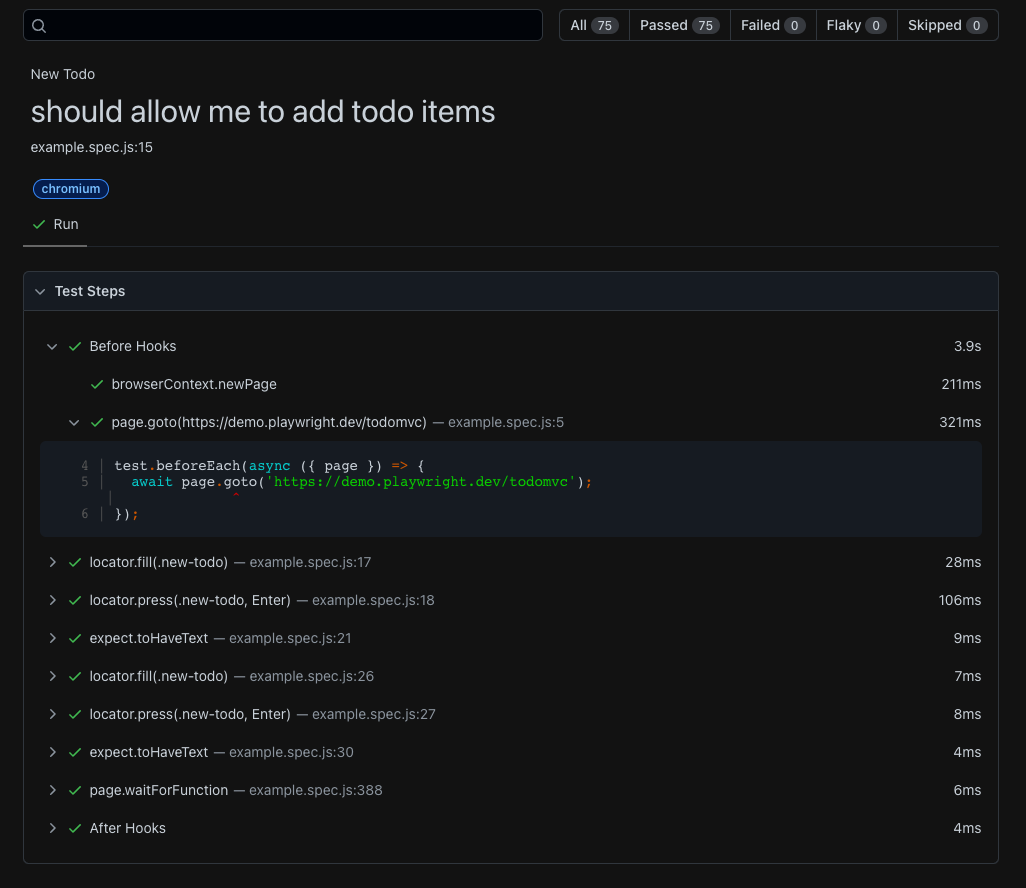 All 75 Passed 75 Failed 0 Flaky 0 Skipped 0
New Todo
should allow me to add todo items
example.spec.js:15
chromium
Run
Test Steps
Before Hooks 3.9s
browserContext.newPage 211ms
page.goto(https://demo.playwright.dev/todomvc) — example.spec.js:5 321ms
4 | test.beforeEach(async ({ page }) => {
5 |   await page.goto('https://demo.playwright.dev/todomvc');
  |              ^
6 | });
locator.fill(.new-todo) — example.spec.js:17 28ms
locator.press(.new-todo, Enter) — example.spec.js:18 106ms
expect.toHaveText — example.spec.js:21 9ms
locator.fill(.new-todo) — example.spec.js:26 7ms
locator.press(.new-todo, Enter) — example.spec.js:27 8ms
expect.toHaveText — example.spec.js:30 4ms
page.waitForFunction — example.spec.js:388 6ms
After Hooks 4ms